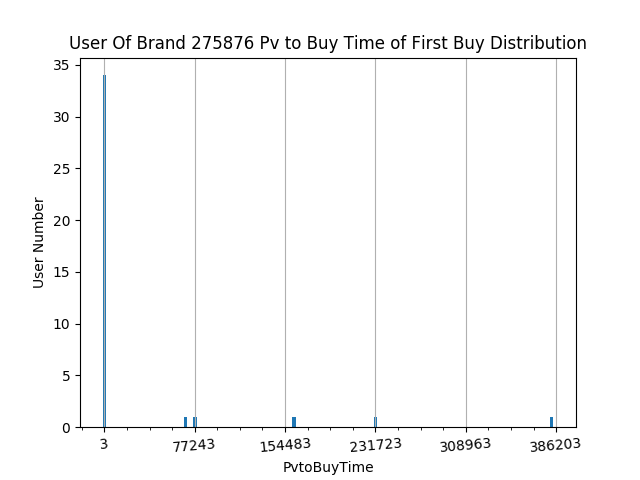 User Of Brand 275876 Pv to Buy Time of First Buy Distribution
35
30
25
20
15
10
5
0
User Number
3 77243 154483 231723 308963 386203
PvtoBuyTime